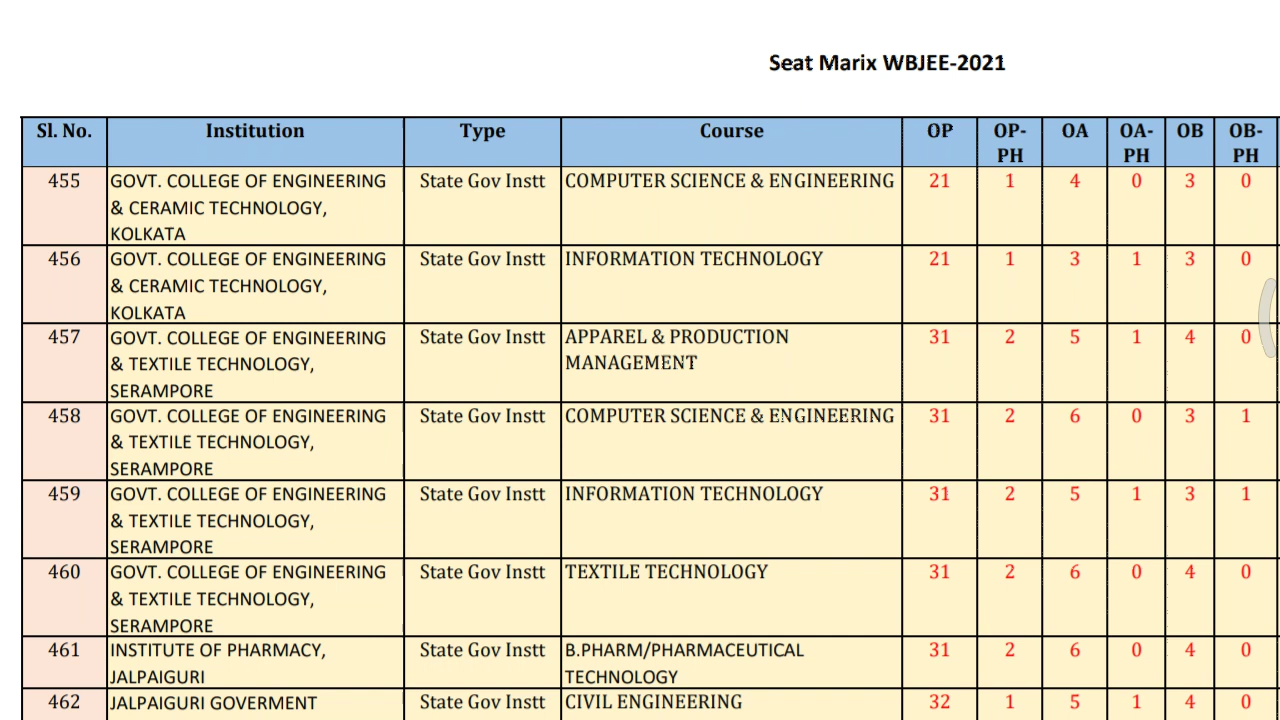 Seat Marix WBJEE-2021
Sl. No. Institution Type Course OP OP-PH OA OA-PH OB OB-PH
455 GOVT. COLLEGE OF ENGINEERING State Gov Instt COMPUTER SCIENCE & ENGINEERING 21 1 4 0 3 0
& CERAMIC TECHNOLOGY,
KOLKATA
456 GOVT. COLLEGE OF ENGINEERING State Gov Instt INFORMATION TECHNOLOGY 21 1 3 1 3 0
& CERAMIC TECHNOLOGY,
KOLKATA
457 GOVT. COLLEGE OF ENGINEERING State Gov Instt APPAREL & PRODUCTION 31 2 5 1 4 0
& TEXTILE TECHNOLOGY, MANAGEMENT
SERAMPORE
458 GOVT. COLLEGE OF ENGINEERING State Gov Instt COMPUTER SCIENCE & ENGINEERING 31 2 6 0 3 1
& TEXTILE TECHNOLOGY,
SERAMPORE
459 GOVT. COLLEGE OF ENGINEERING State Gov Instt INFORMATION TECHNOLOGY 31 2 5 1 3 1
& TEXTILE TECHNOLOGY,
SERAMPORE
460 GOVT. COLLEGE OF ENGINEERING State Gov Instt TEXTILE TECHNOLOGY 31 2 6 0 4 0
& TEXTILE TECHNOLOGY,
SERAMPORE
461 INSTITUTE OF PHARMACY, State Gov Instt B.PHARM/PHARMACEUTICAL 31 2 6 0 4 0
JALPAIGURI TECHNOLOGY
462 JALPAIGURI GOVERMENT State Gov Instt CIVIL ENGINEERING 32 1 5 1 4 0